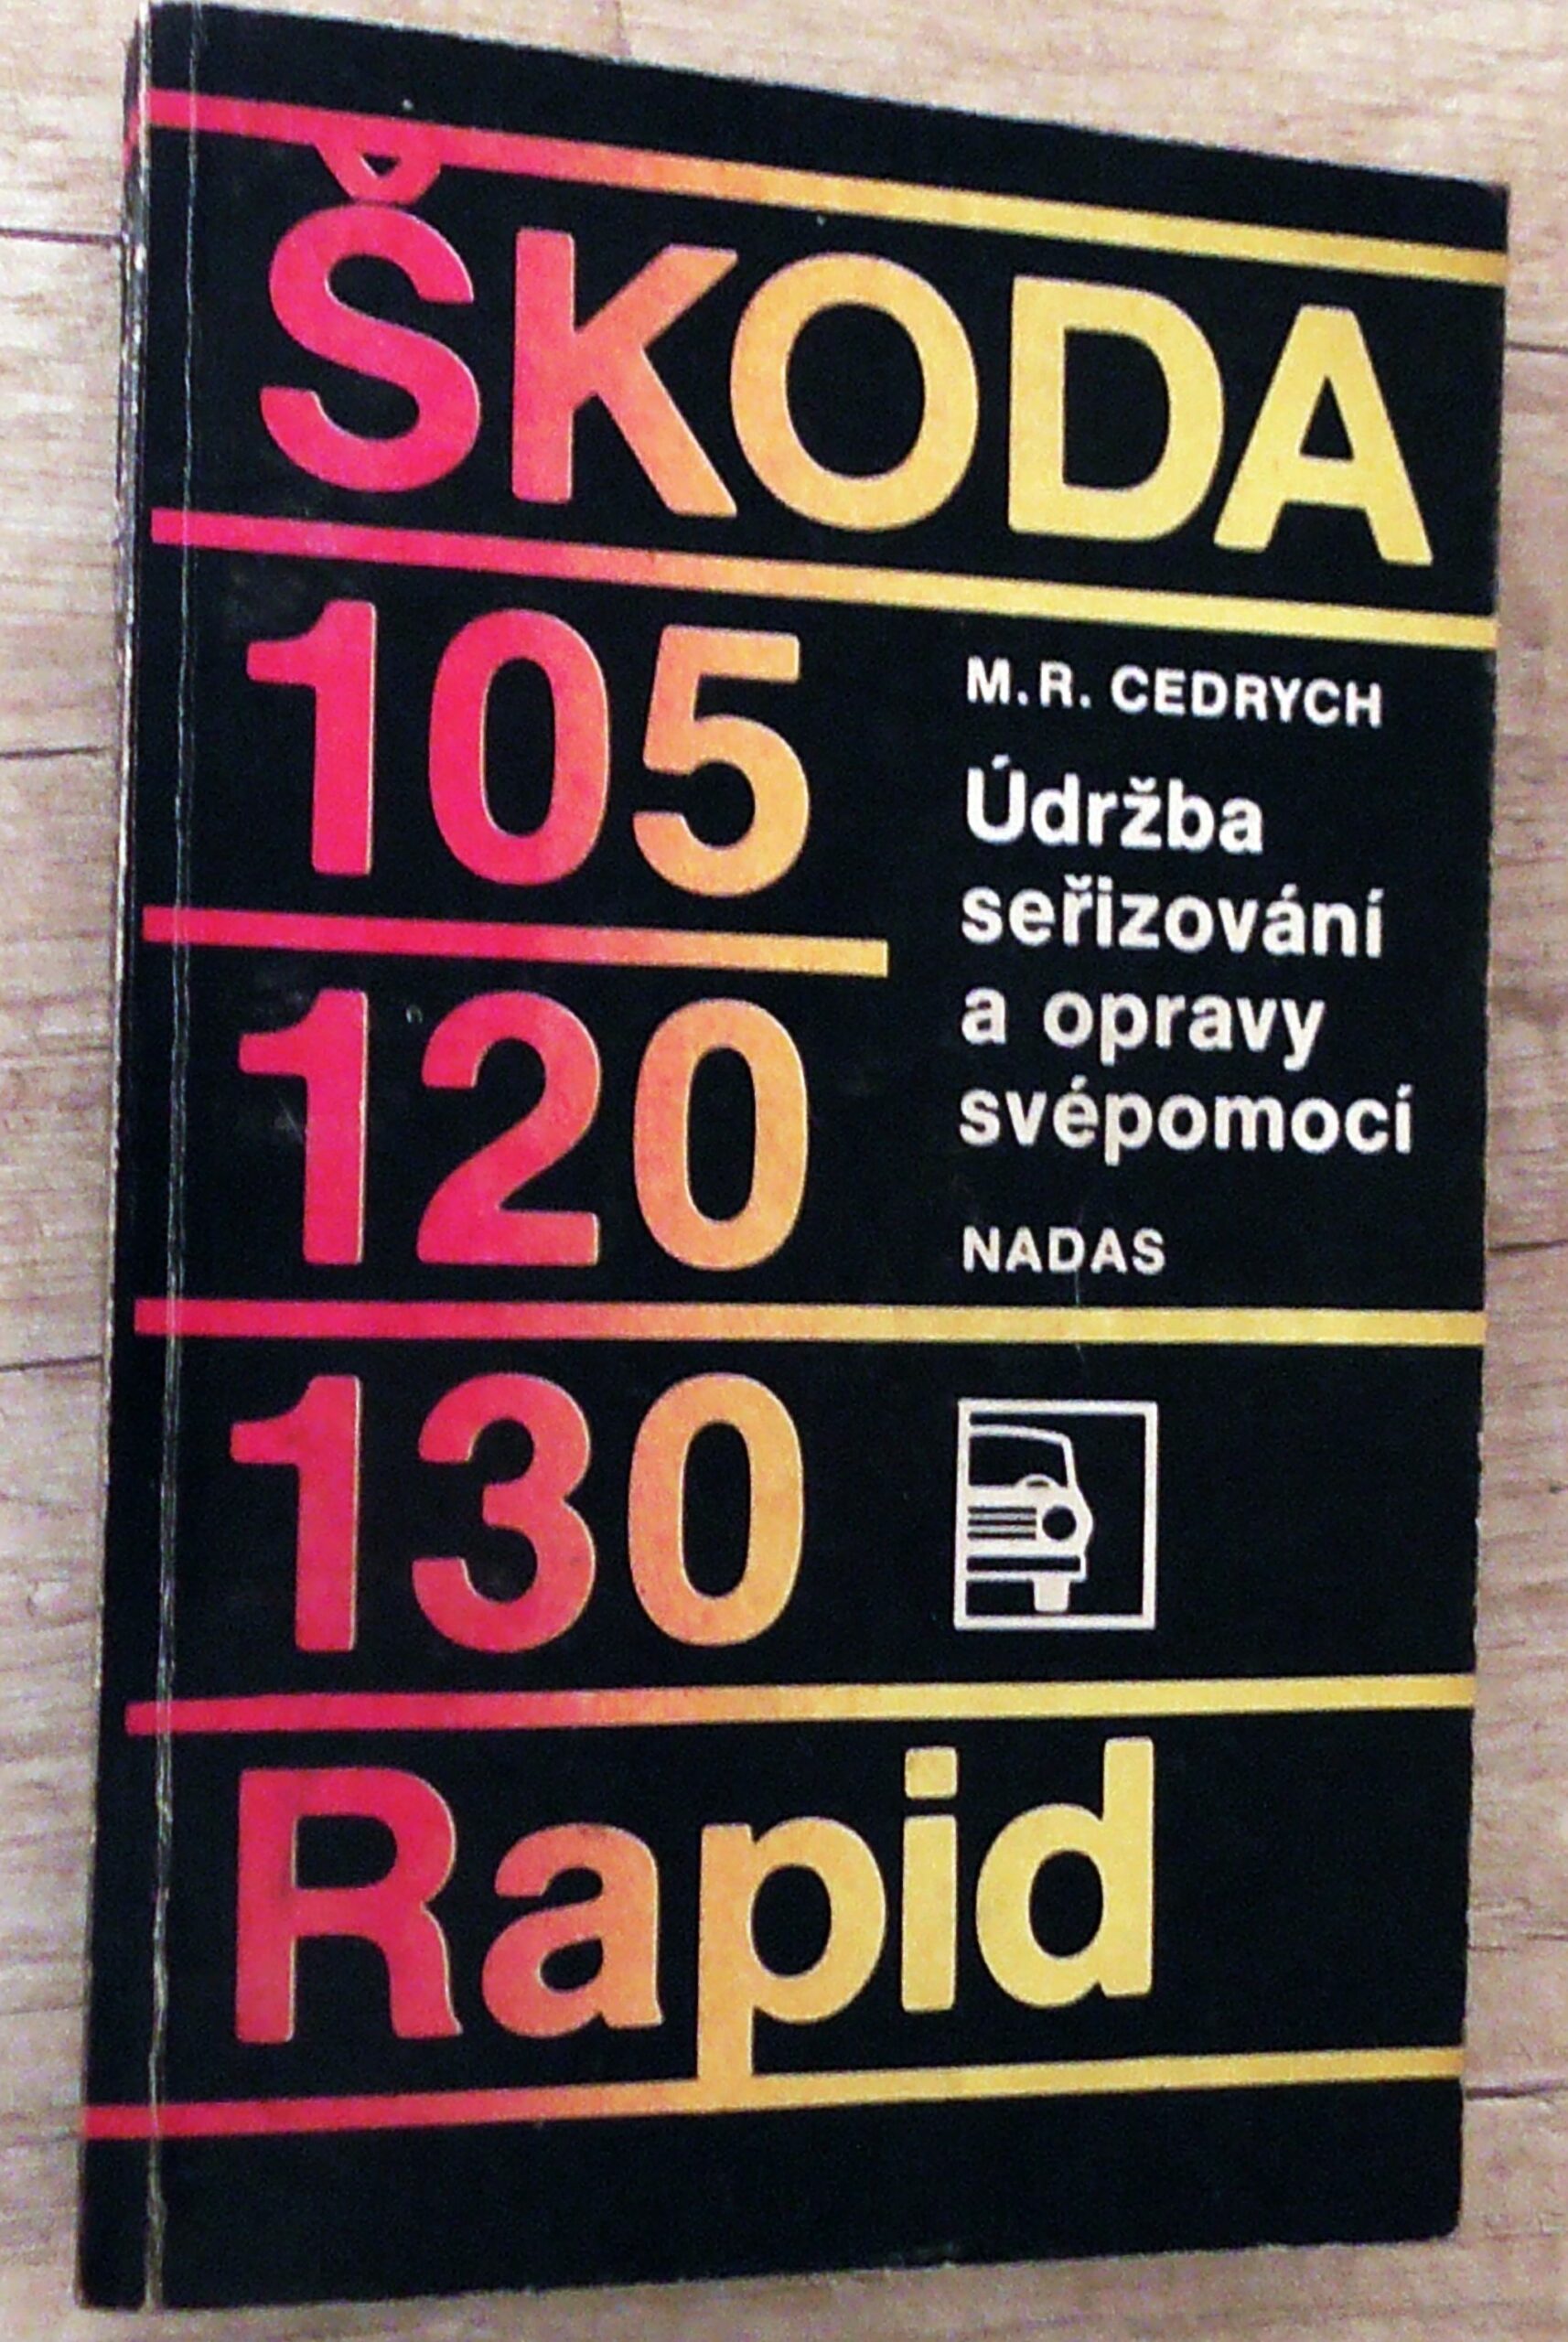 ŠKODA
105
M.R. CEDRYCH
Údržba
seřizování
a opravy
svépomocí
NADAS
120
130
Rapid